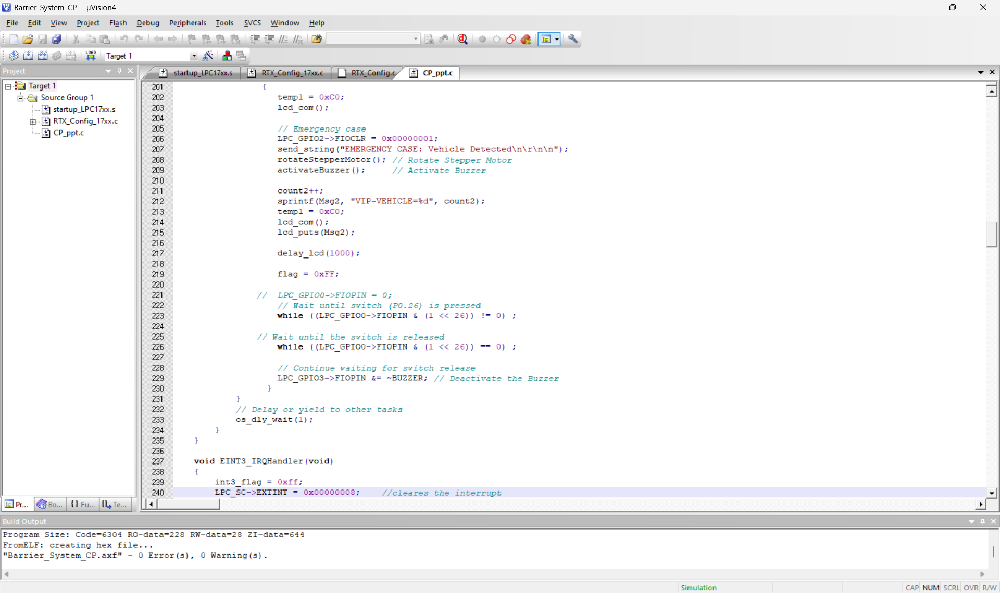 Barrier_System_CP - µVision4
File Edit View Project Flash Debug Peripherals Tools SVCS Window Help
LOAD Target 1
Project
Target 1
Source Group 1
startup_LPC17xx.s
RTX_Config_17xx.c
CP_ppt.c
Pr... Bo... {} Fu... 0 Te...
startup_LPC17xx.s RTX_Config_17xx.c RTX_Config.c CP_ppt.c
201 {
202 temp1 = 0xC0;
203 lcd_com();
204
205 // Emergency case
206 LPC_GPIO2->FIOCLR = 0x00000001;
207 send_string("EMERGENCY CASE: Vehicle Detected\n\r\n\n");
208 rotateStepperMotor(); // Rotate Stepper Motor
209 activateBuzzer(); // Activate Buzzer
210
211 count2++;
212 sprintf(Msg2, "VIP-VEHICLE=%d", count2);
213 temp1 = 0xC0;
214 lcd_com();
215 lcd_puts(Msg2);
216
217 delay_lcd(1000);
218
219 flag = 0xFF;
220
221 // LPC_GPIO0->FIOPIN = 0;
222 // Wait until switch (P0.26) is pressed
223 while ((LPC_GPIO0->FIOPIN & (1 << 26)) != 0) ;
224
225 // Wait until the switch is released
226 while ((LPC_GPIO0->FIOPIN & (1 << 26)) == 0) ;
227
228 // Continue waiting for switch release
229 LPC_GPIO3->FIOPIN &= ~BUZZER; // Deactivate the Buzzer
230 }
231 }
232 // Delay or yield to other tasks
233 os_dly_wait(1);
234 }
235 }
236
237 void EINT3_IRQHandler(void)
238 {
239 int3_flag = 0xff;
240 LPC_SC->EXTINT = 0x00000008; //cleares the interrupt
Build Output
Program Size: Code=6304 RO-data=228 RW-data=28 ZI-data=644
FromELF: creating hex file...
"Barrier_System_CP.axf" - 0 Error(s), 0 Warning(s).
Simulation CAP NUM SCRL OVR R/W